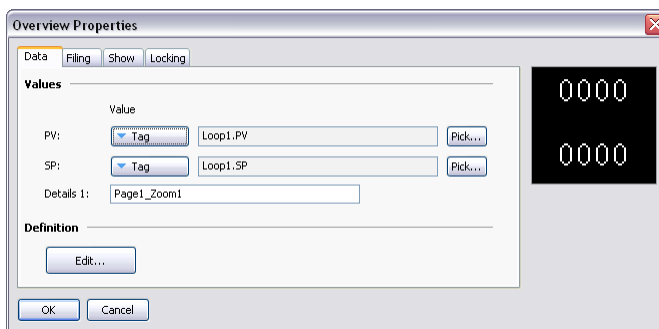 Overview Properties
Data Filing Show Locking
Values
Value
PV: Tag Loop1.PV Pick...
SP: Tag Loop1.SP Pick...
Details 1: Page1_Zoom1
Definition
Edit...
OK Cancel
0000
0000